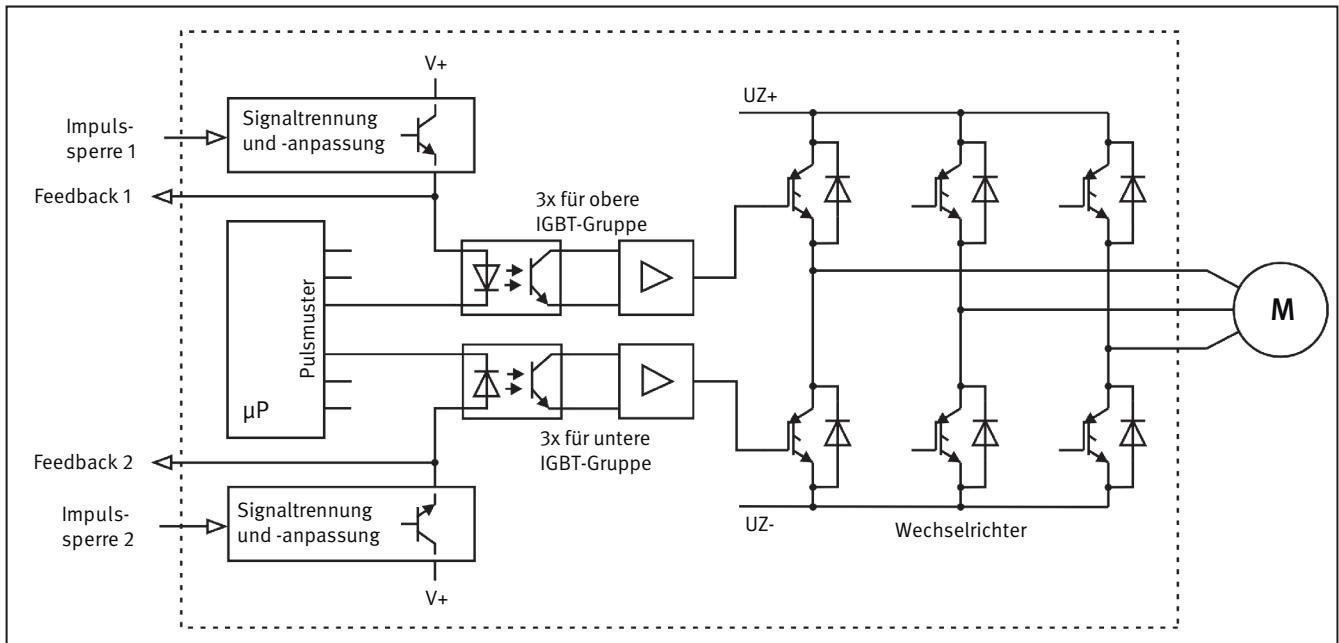 V+
Impuls-
sperre 1
Signaltrennung
und -anpassung
Feedback 1
µP
Pulsmuster
3x für obere
IGBT-Gruppe
3x für untere
IGBT-Gruppe
Feedback 2
Impuls-
sperre 2
Signaltrennung
und -anpassung
V+
UZ+
UZ-
Wechselrichter
M